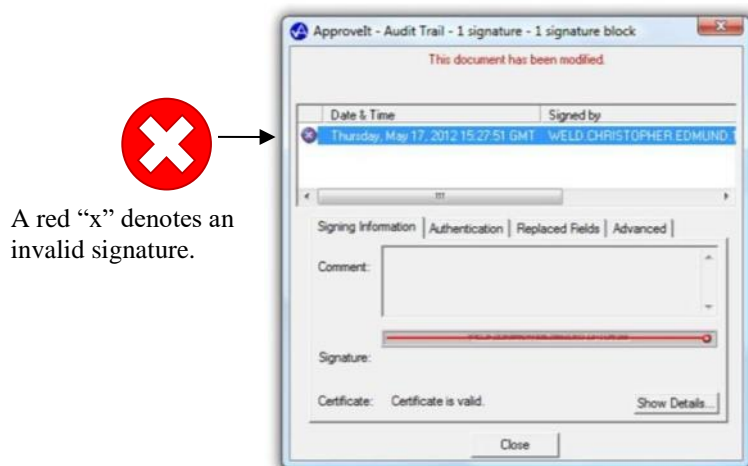 ApproveIt - Audit Trail - 1 signature - 1 signature block
This document has been modified.
Date & Time Signed by
Thursday, May 17, 2012 15:27:51 GMT WELD.CHRISTOPHER.EDMUND.1
A red “x” denotes an
invalid signature.
Signing Information Authentication Replaced Fields Advanced
Comment:
Signature:
Certificate: Certificate is valid. Show Details...
Close